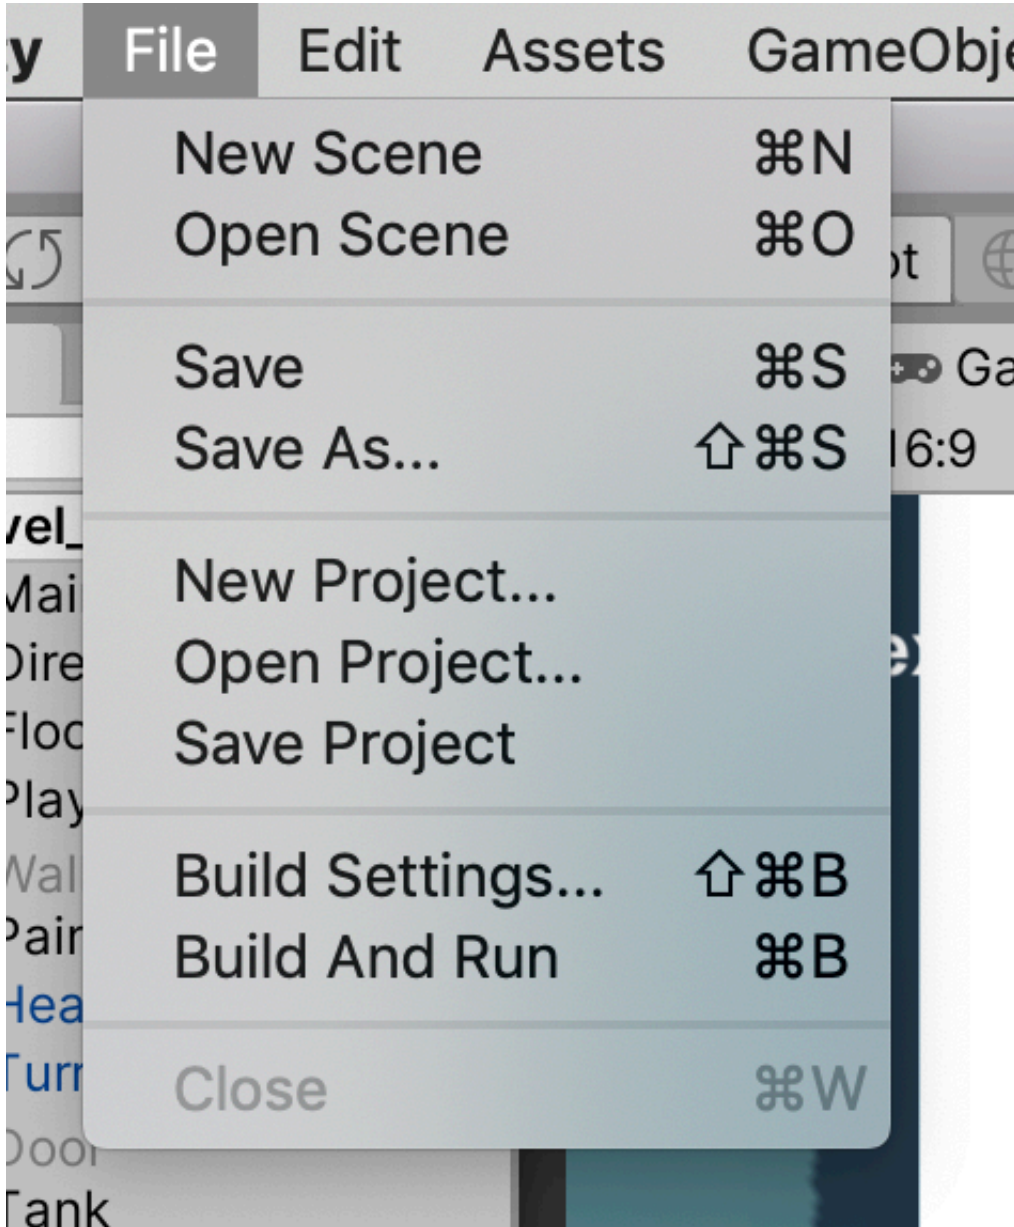 File Edit Assets
New Scene ⌘N
Open Scene ⌘O
Save ⌘S
Save As... ⇧⌘S
16:9
New Project...
Open Project...
Save Project
Build Settings... ⇧⌘B
Build And Run ⌘B
Close ⌘W
Tank